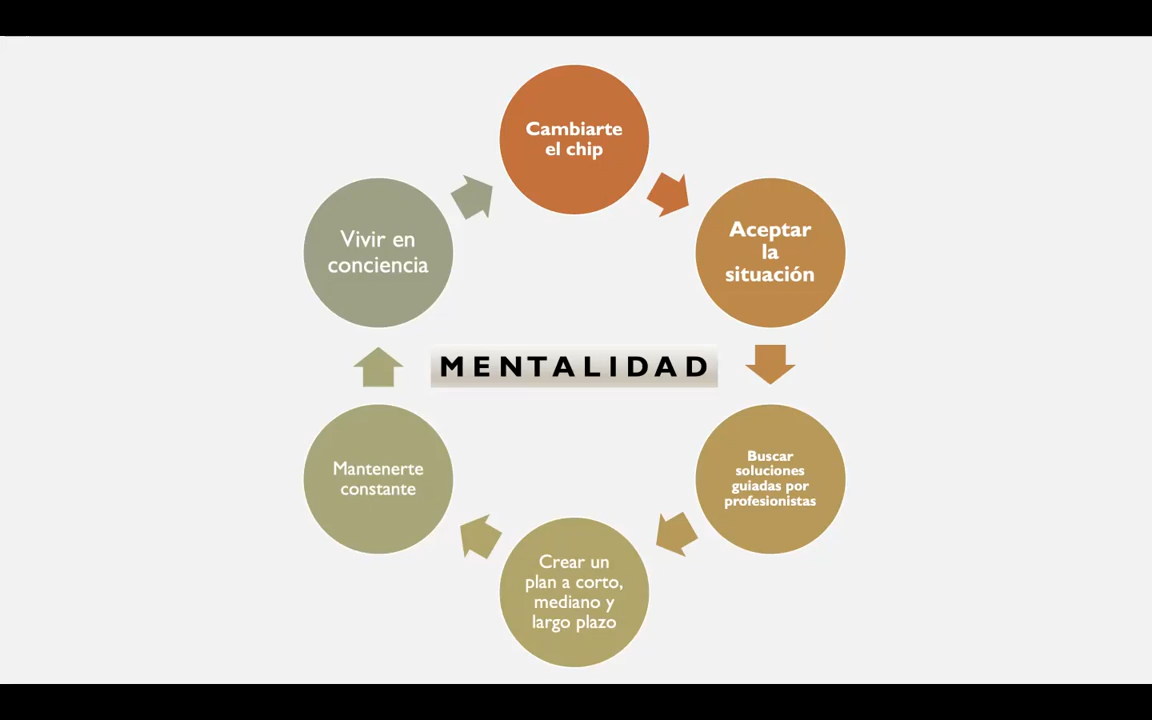 Cambiarte
el chip
Aceptar
la
situación
Buscar
soluciones
guiadas por
profesionistas
Crear un
plan a corto,
mediano y
largo plazo
Mantenerte
constante
Vivir en
conciencia
MENTALIDAD